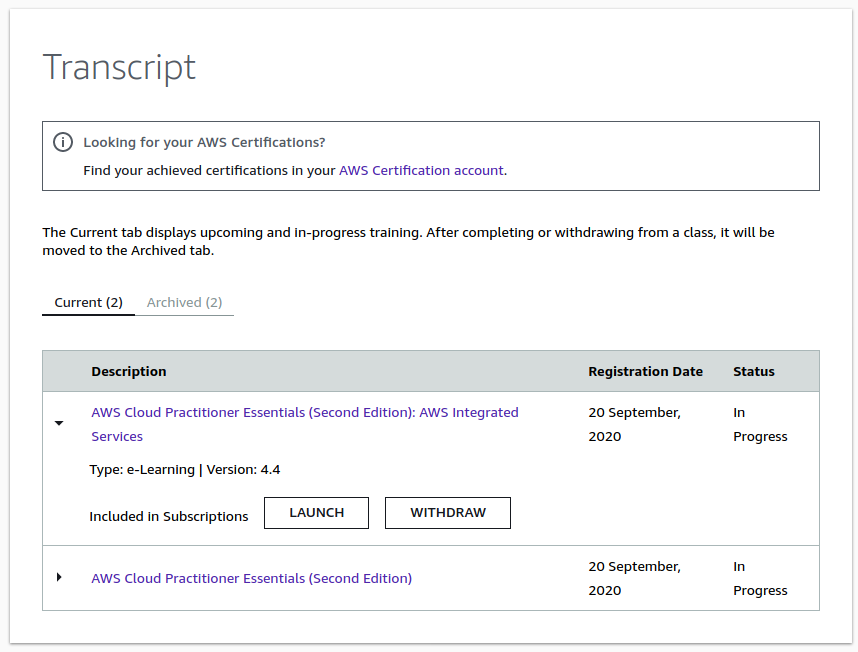 Transcript
Looking for your AWS Certifications?
Find your achieved certifications in your AWS Certification account.
The Current tab displays upcoming and in-progress training. After completing or withdrawing from a class, it will be
moved to the Archived tab.
Current (2) Archived (2)
Description Registration Date Status
AWS Cloud Practitioner Essentials (Second Edition): AWS Integrated 20 September, In
Services 2020 Progress
Type: e-Learning | Version: 4.4
Included in Subscriptions LAUNCH WITHDRAW
20 September, In
AWS Cloud Practitioner Essentials (Second Edition)
2020 Progress